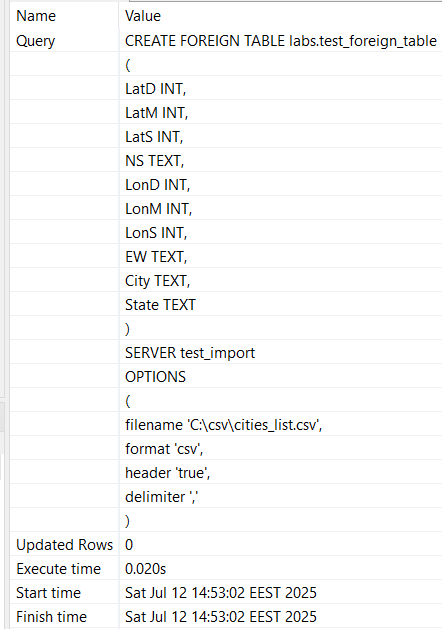 Name Value
Query CREATE FOREIGN TABLE labs.test_foreign_table
(
LatD INT,
LatM INT,
LatS INT,
NS TEXT,
LonD INT,
LonM INT,
LonS INT,
EW TEXT,
City TEXT,
State TEXT
)
SERVER test_import
OPTIONS
(
filename 'C:\csv\cities_list.csv',
format 'csv',
header 'true',
delimiter ','
)
Updated Rows 0
Execute time 0.020s
Start time Sat Jul 12 14:53:02 EEST 2025
Finish time Sat Jul 12 14:53:02 EEST 2025